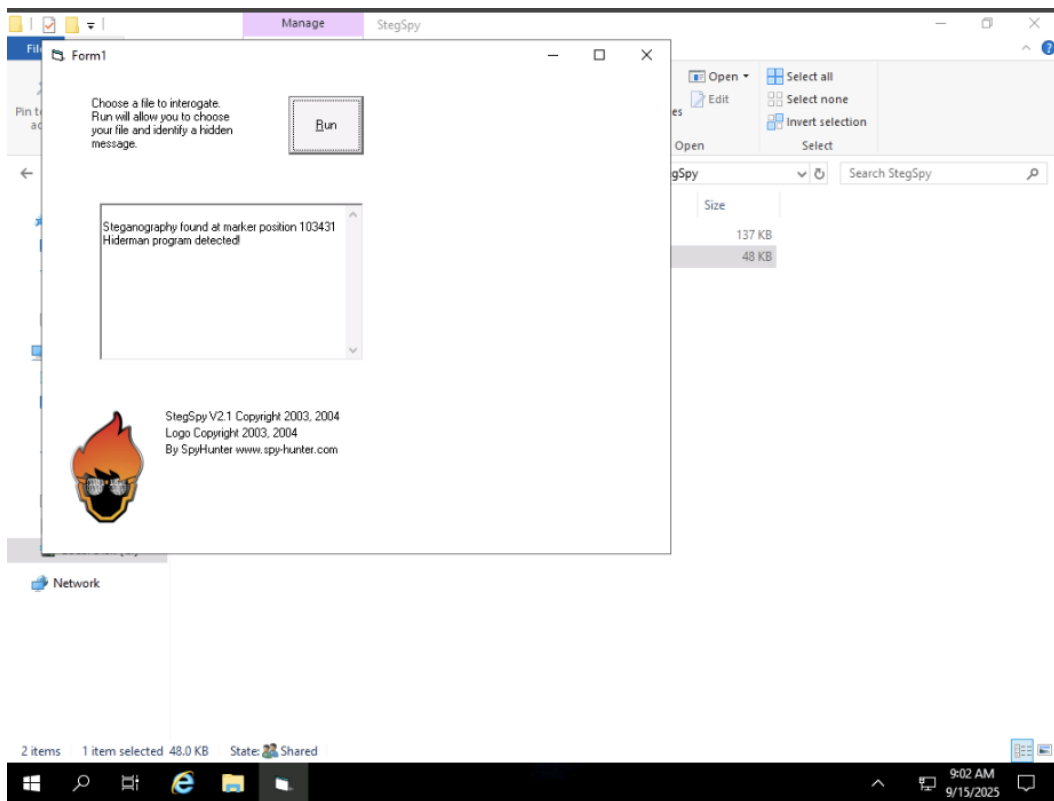 Manage StegSpy
Form1
Choose a file to interogate.
Run will allow you to choose
your file and identify a hidden
message.
Run
Steganography found at marker position 103431
Hiderman program detected!
StegSpy V2.1 Copyright 2003, 2004
Logo Copyright 2003, 2004
By SpyHunter www.spy-hunter.com
Open
Edit
Open
Select all
Select none
Invert selection
Select
Search StegSpy
Size
137 KB
48 KB
Network
2 items 1 item selected 48.0 KB State: Shared
9:02 AM
9/15/2025